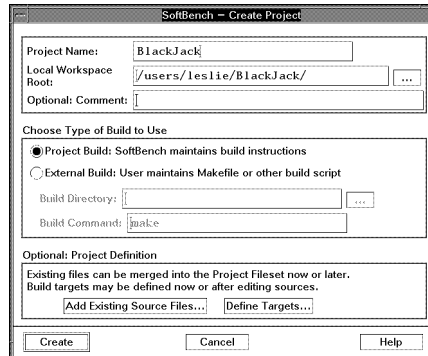 SoftBench – Create Project
Project Name: BlackJack
Local Workspace
Root: /users/leslie/BlackJack/ ...
Optional: Comment:
Choose Type of Build to Use
Project Build: SoftBench maintains build instructions
External Build: User maintains Makefile or other build script
Build Directory: ...
Build Command: make
Optional: Project Definition
Existing files can be merged into the Project Fileset now or later.
Build targets may be defined now or after editing sources.
Add Existing Source Files... Define Targets...
Create Cancel Help